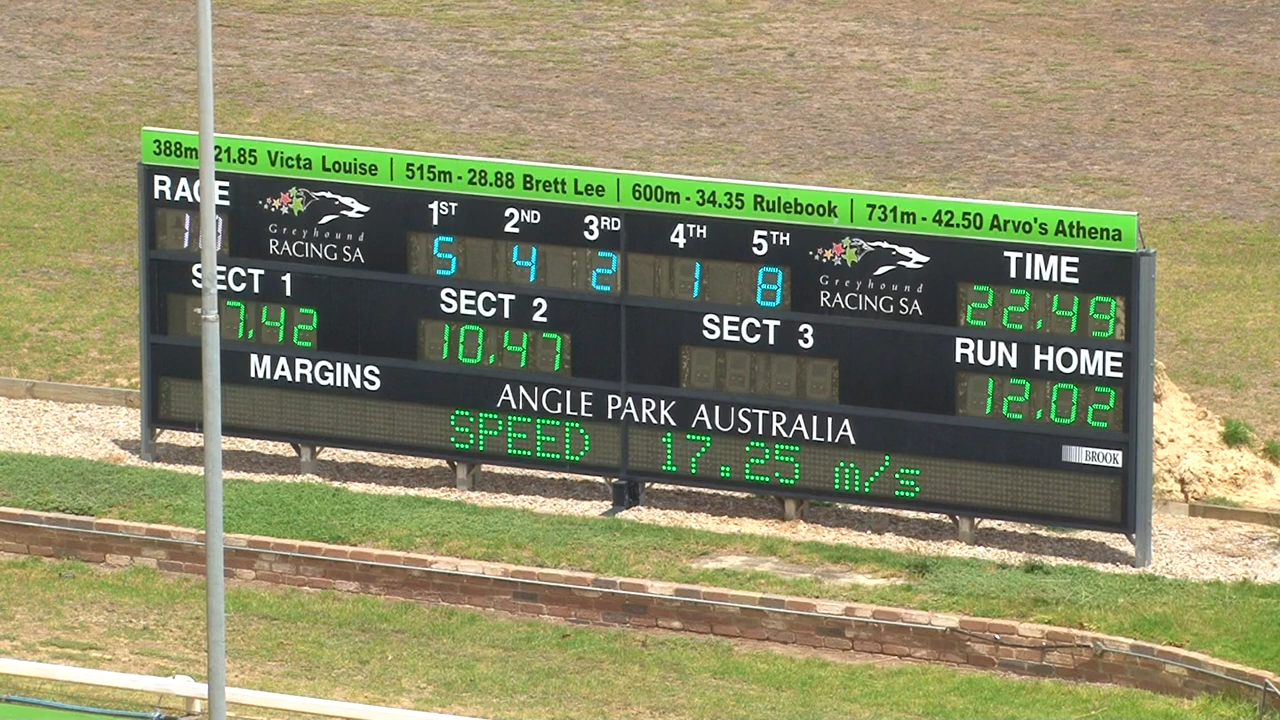 388m 21.85 Victa Louise | 515m - 28.88 Brett Lee | 600m - 34.35 Rulebook | 731m - 42.50 Arvo's Athena
RACE
Greyhound
RACING SA
1ST 2ND 3RD 4TH 5TH
5 4 2 1 8
Greyhound
RACING SA
TIME
22.49
SECT 1
7.42
SECT 2
10.47
SECT 3
RUN HOME
12.02
MARGINS
ANGLE PARK AUSTRALIA
SPEED 17.25 m/s
BROOK